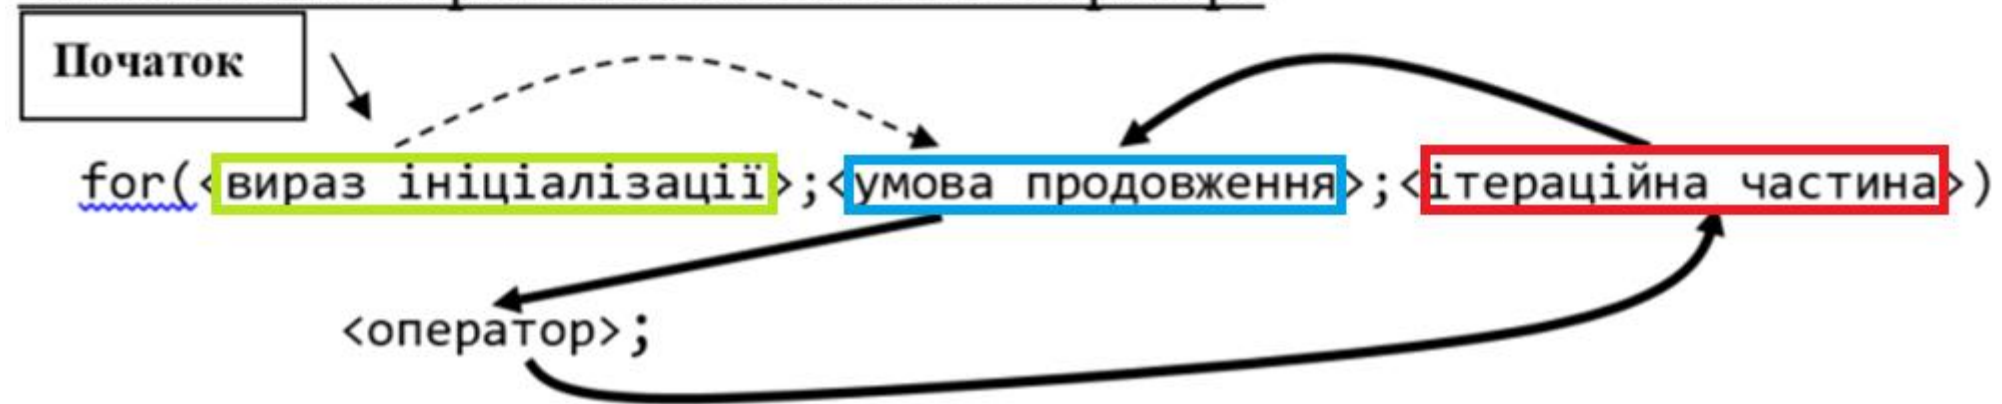 Початок
for(<вираз ініціалізації>;<умова продовження>;<ітераційна частина>)
<оператор>;